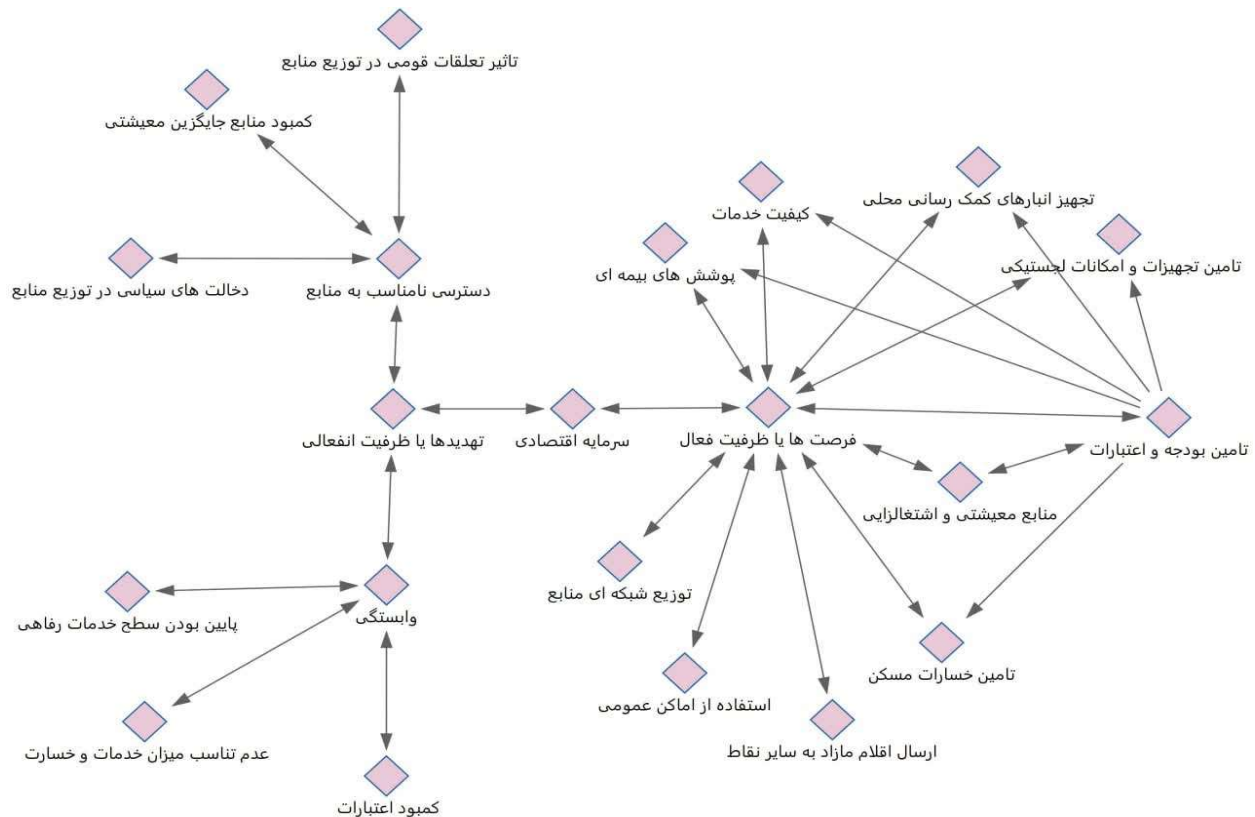 تاثیر تعلقات قومی در توزیع منابع
کمبود منابع جایگزین معیشتی
تجهیز انبارهای کمک رسانی محلی
کیفیت خدمات
تامین تجهیزات و امکانات لجستیکی
پوشش های بیمه ای
دسترسی نامناسب به منابع
دخالت های سیاسی در توزیع منابع
تهدیدها یا ظرفیت انفعالی
سرمایه اقتصادی
فرصت ها یا ظرفیت فعال
تامین بودجه و اعتبارات
منابع معیشتی و اشتغالزایی
توزیع شبکه ای منابع
وابستگی
پایین بودن سطح خدمات رفاهی
تامین خسارات مسکن
استفاده از اماکن عمومی
ارسال اقلام مازاد به سایر نقاط
عدم تناسب میزان خدمات و خسارت
کمبود اعتبارات